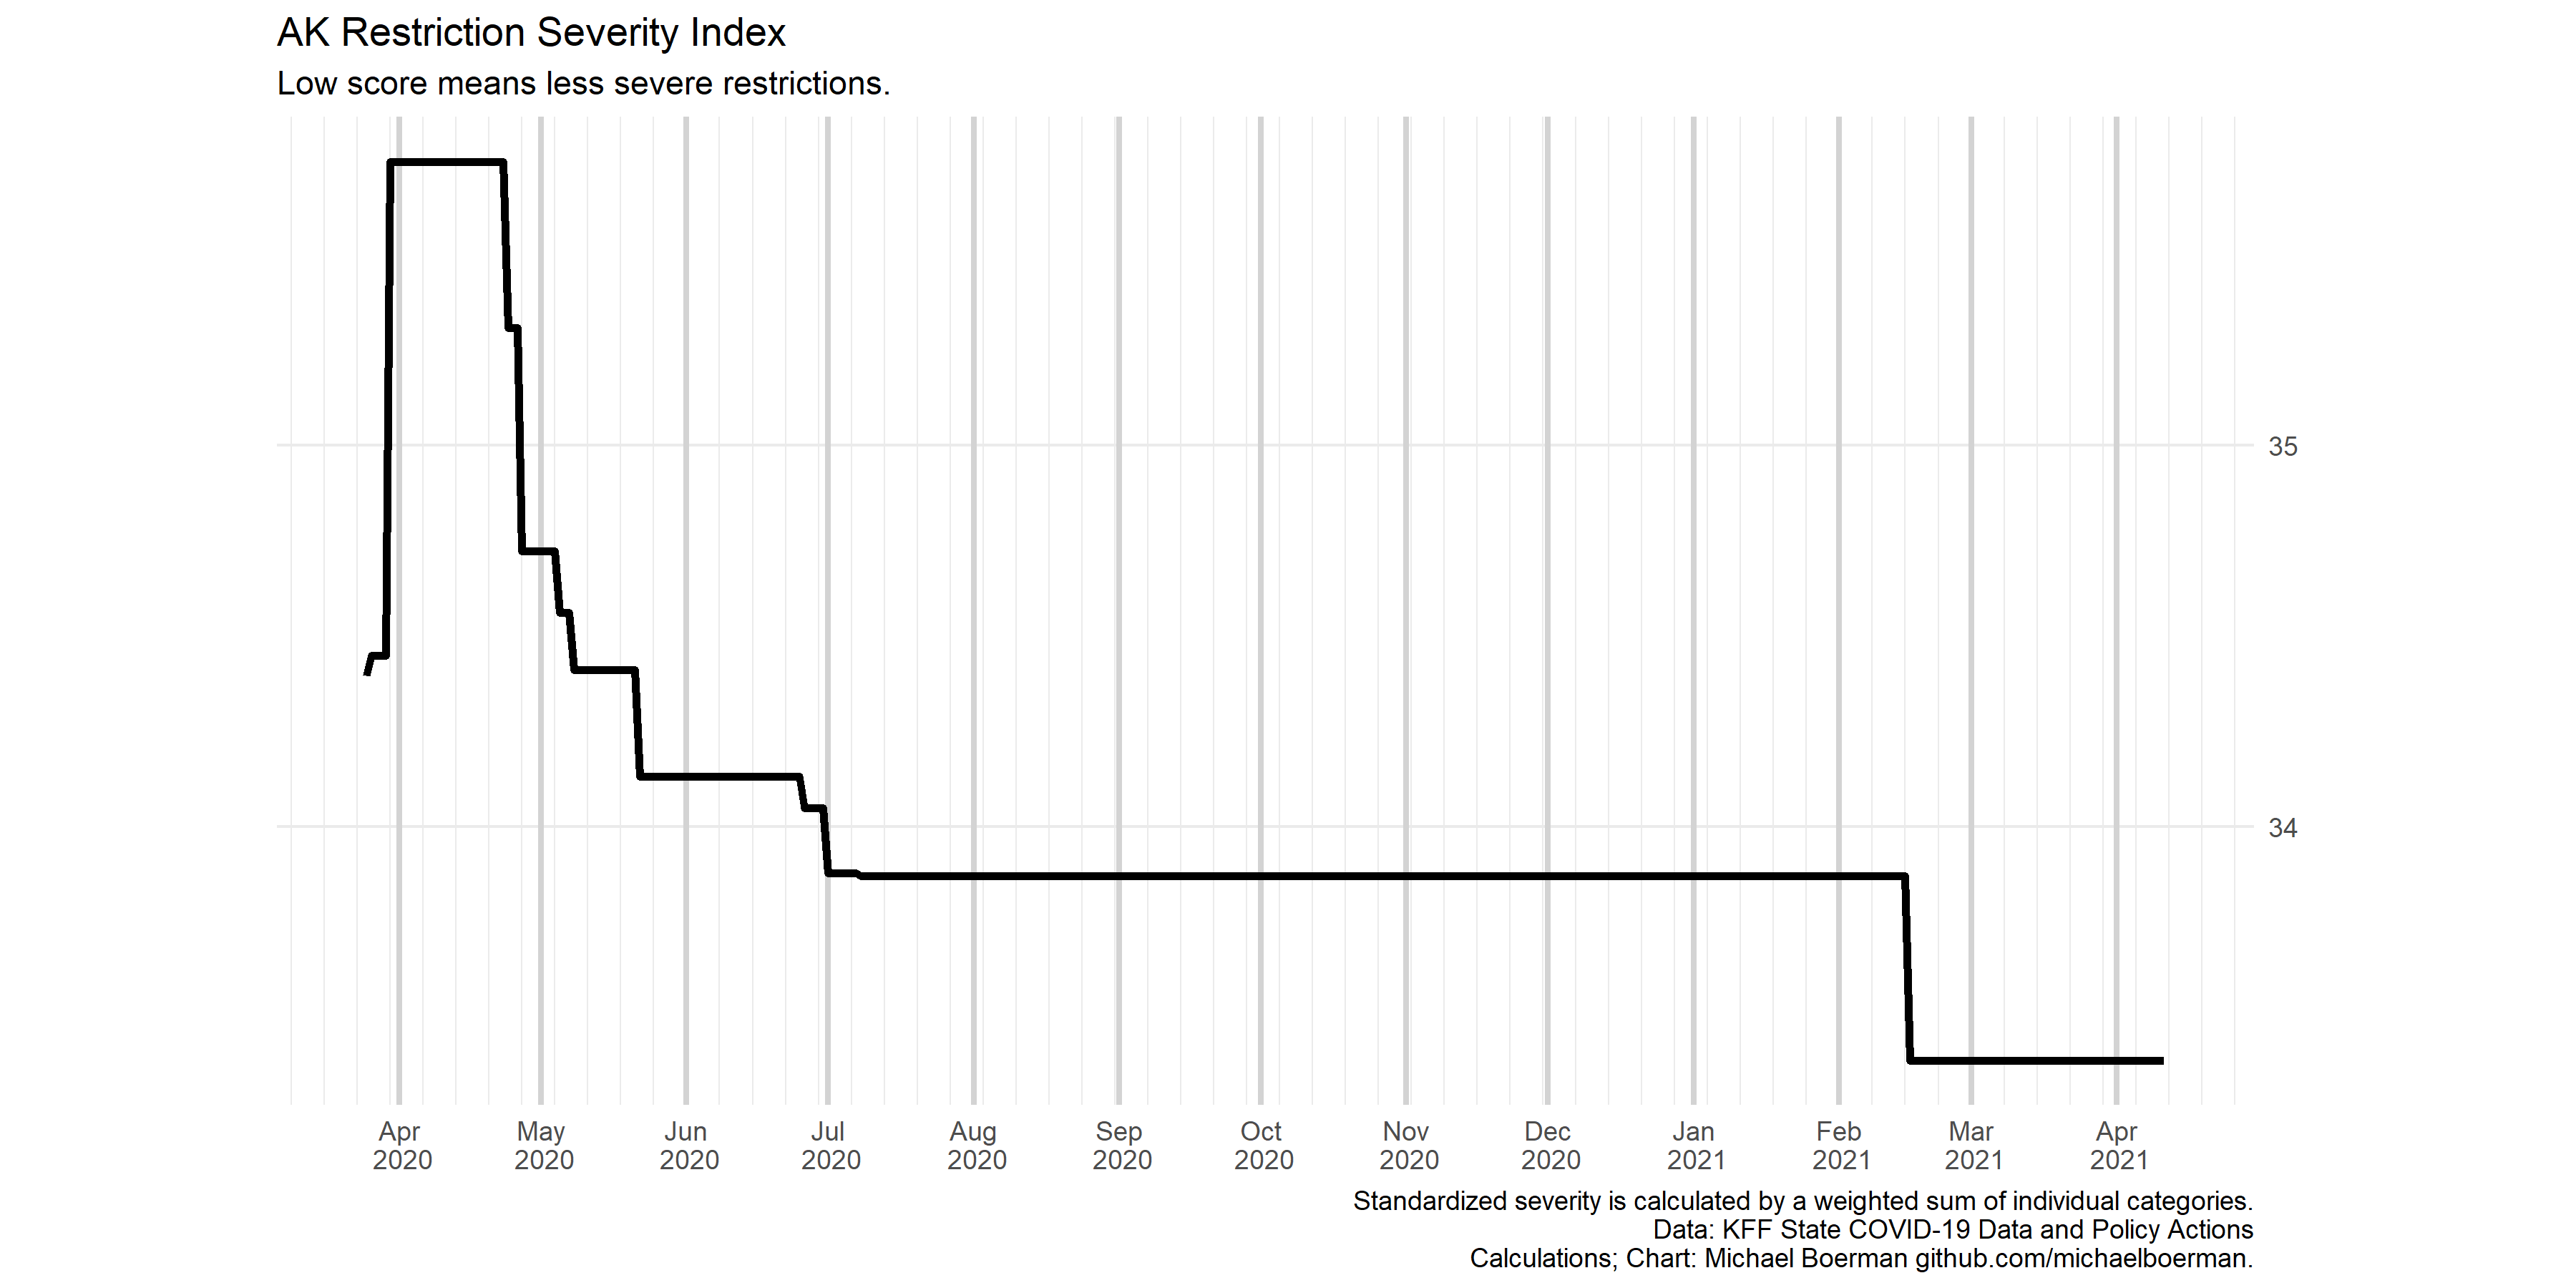 AK Restriction Severity Index
Low score means less severe restrictions.
35
34
Apr May Jun Jul Aug Sep Oct Nov Dec Jan Feb Mar Apr
2020 2020 2020 2020 2020 2020 2020 2020 2020 2021 2021 2021 2021
Standardized severity is calculated by a weighted sum of individual categories.
Data: KFF State COVID-19 Data and Policy Actions
Calculations; Chart: Michael Boerman github.com/michaelboerman.